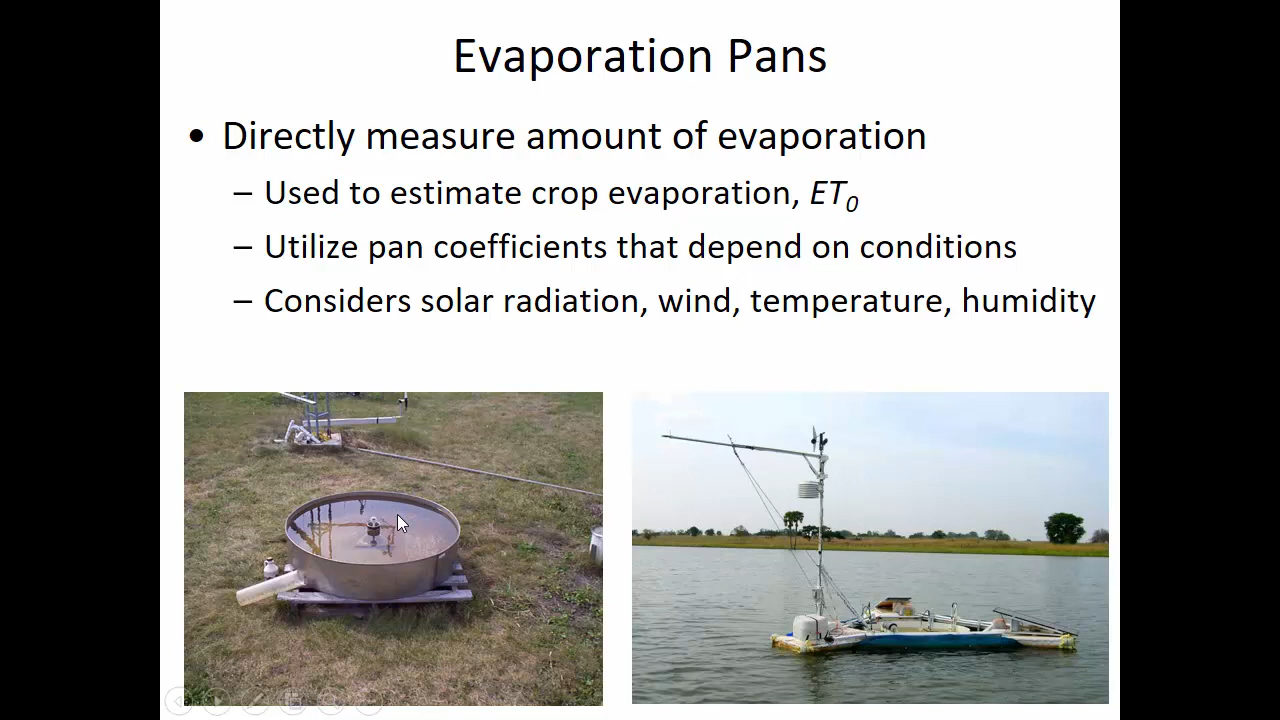 Evaporation Pans
• Directly measure amount of evaporation
– Used to estimate crop evaporation, ET₀
– Utilize pan coefficients that depend on conditions
– Considers solar radiation, wind, temperature, humidity